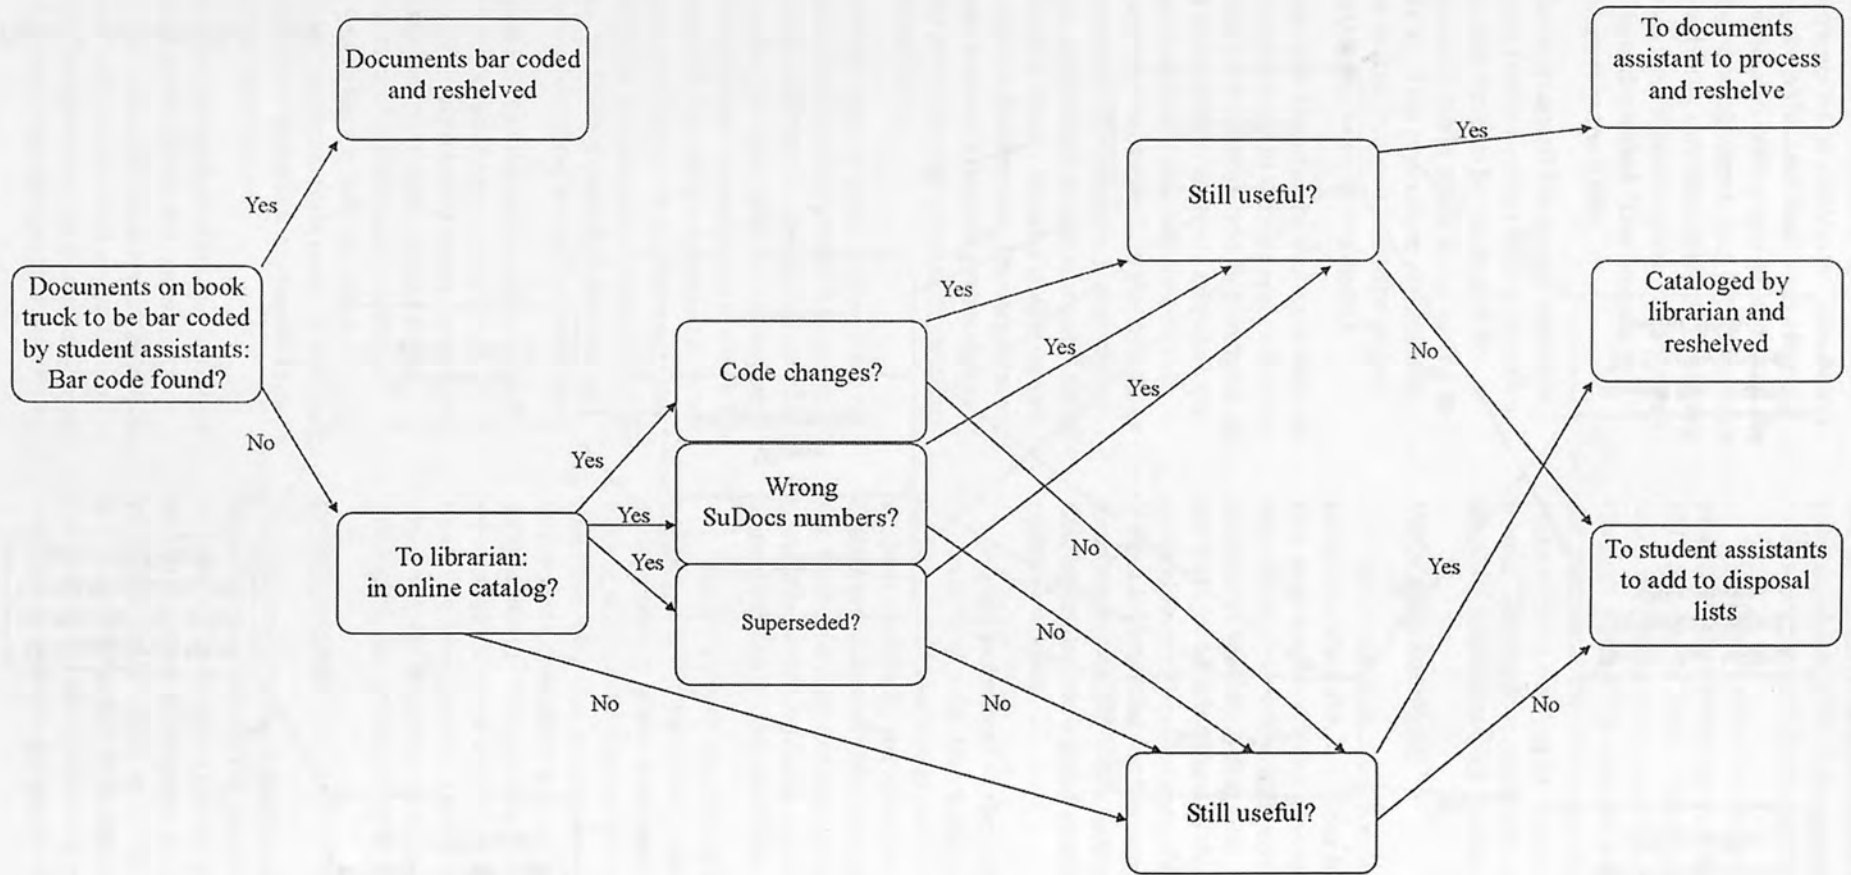 Documents bar coded
and reshelved
Yes
Documents on book
truck to be bar coded
by student assistants:
Bar code found?
No
To librarian:
in online catalog?
Yes
Yes
Yes
No
Code changes?
Wrong
SuDocs numbers?
Superseded?
Yes
Yes
Yes
No
No
No
Still useful?
Yes
No
Still useful?
Yes
No
To documents
assistant to process
and reshelve
Cataloged by
librarian and
reshelved
To student assistants
to add to disposal
lists